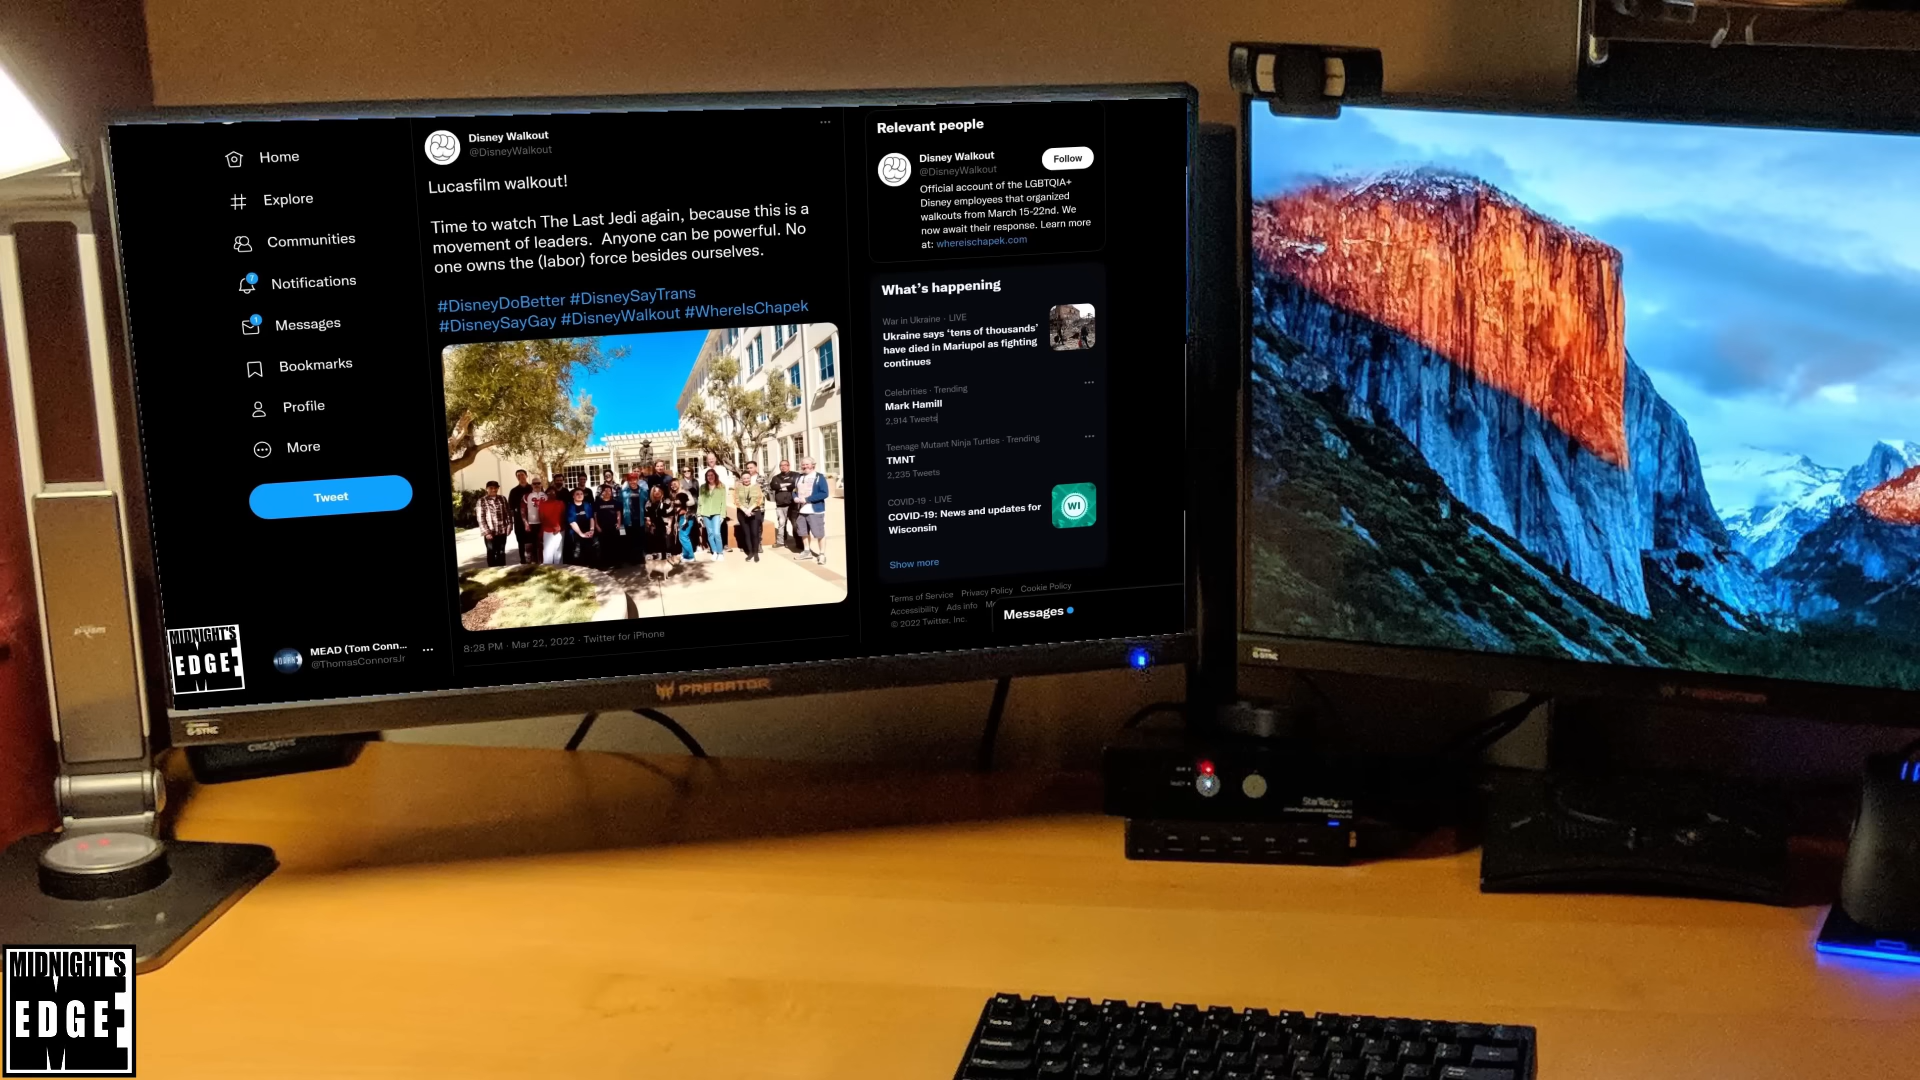 Home
Explore
Communities
7
Notifications
1
Messages
Bookmarks
Profile
More
Tweet
MEAD (Tom Conn...
@ThomasConnorsJr
MIDNIGHT'S
EDGE
Disney Walkout
@DisneyWalkout
Lucasfilm walkout!
Time to watch The Last Jedi again, because this is a
movement of leaders. Anyone can be powerful. No
one owns the (labor) force besides ourselves.
#DisneyDoBetter #DisneySayTrans
#DisneySayGay #DisneyWalkout #WhereIsChapek
8:28 PM · Mar 22, 2022 · Twitter for iPhone
Relevant people
Disney Walkout
@DisneyWalkout
Follow
Official account of the LGBTQIA+
Disney employees that organized
walkouts from March 15-22nd. We
now await their response. Learn more
at: whereischapek.com
What's happening
War in Ukraine · LIVE
Ukraine says 'tens of thousands'
have died in Mariupol as fighting
continues
Celebrities · Trending
Mark Hamill
2,914 Tweets
Teenage Mutant Ninja Turtles · Trending
TMNT
2,235 Tweets
COVID-19 · LIVE
COVID-19: News and updates for
Wisconsin
WI
Show more
Terms of Service Privacy Policy Cookie Policy
Accessibility Ads info
© 2022 Twitter, Inc.
Messages
PREDATOR
G-SYNC
CREATIVE
G-SYNC
StarTech
MIDNIGHT'S
EDGE